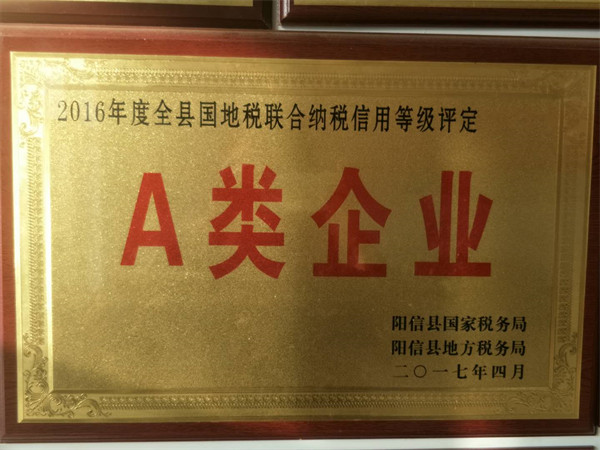 2016年度全县国地税联合纳税信用等级评定
A类企业
阳信县国家税务局
阳信县地方税务局
二〇一七年四月